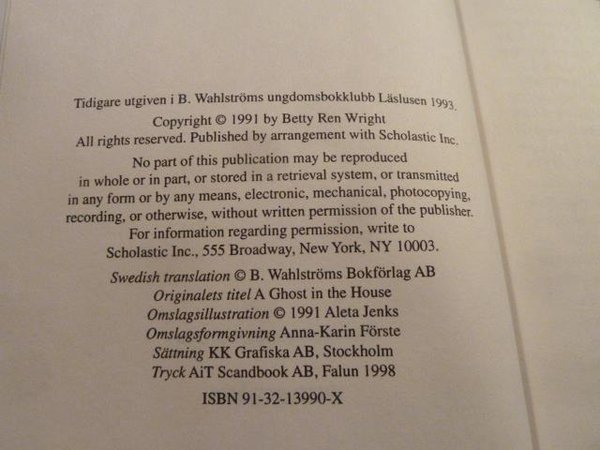 Tidigare utgiven i B. Wahlströms ungdomsbokklubb Läslusen 1993.
Copyright © 1991 by Betty Ren Wright
All rights reserved. Published by arrangement with Scholastic Inc.
No part of this publication may be reproduced
in whole or in part, or stored in a retrieval system, or transmitted
in any form or by any means, electronic, mechanical, photocopying,
recording, or otherwise, without written permission of the publisher.
For information regarding permission, write to
Scholastic Inc., 555 Broadway, New York, NY 10003.
Swedish translation © B. Wahlströms Bokförlag AB
Originalets titel A Ghost in the House
Omslagsillustration © 1991 Aleta Jenks
Omslagsformgivning Anna-Karin Förste
Sättning KK Grafiska AB, Stockholm
Tryck AiT Scandbook AB, Falun 1998
ISBN 91-32-13990-X